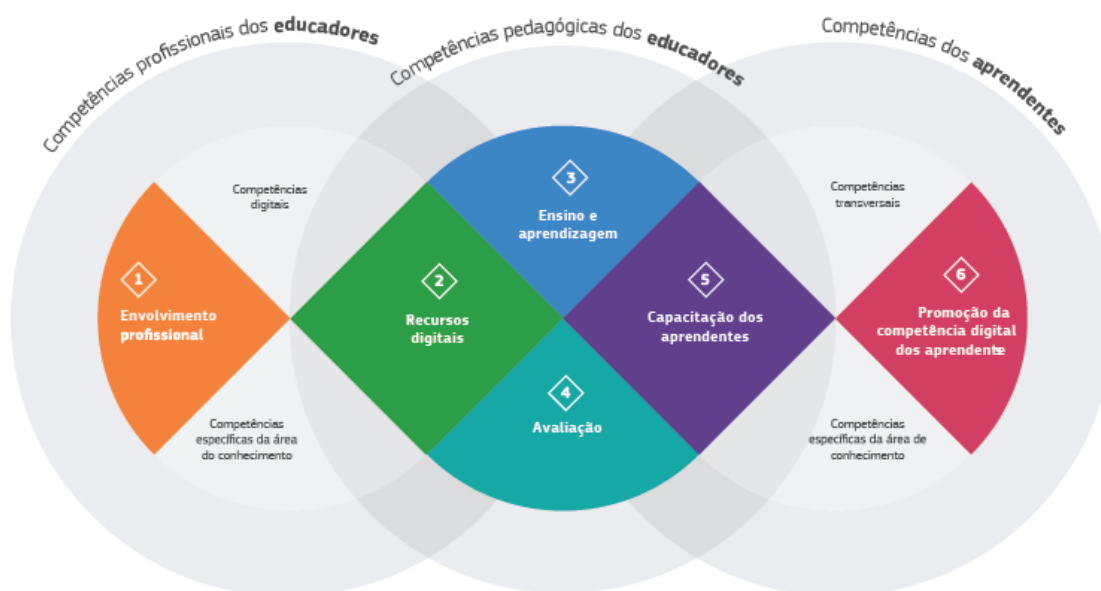 Competências profissionais dos educadores
Competências pedagógicas dos educadores
Competências dos aprendentes
Competências
digitais
1
Envolvimento
profissional
Competências
específicas da área
do conhecimento
2
Recursos
digitais
3
Ensino e
aprendizagem
4
Avaliação
5
Capacitação dos
aprendentes
Competências
transversais
6
Promoção da
competência digital
dos aprendentse
Competências
específicas da área de
conhecimento